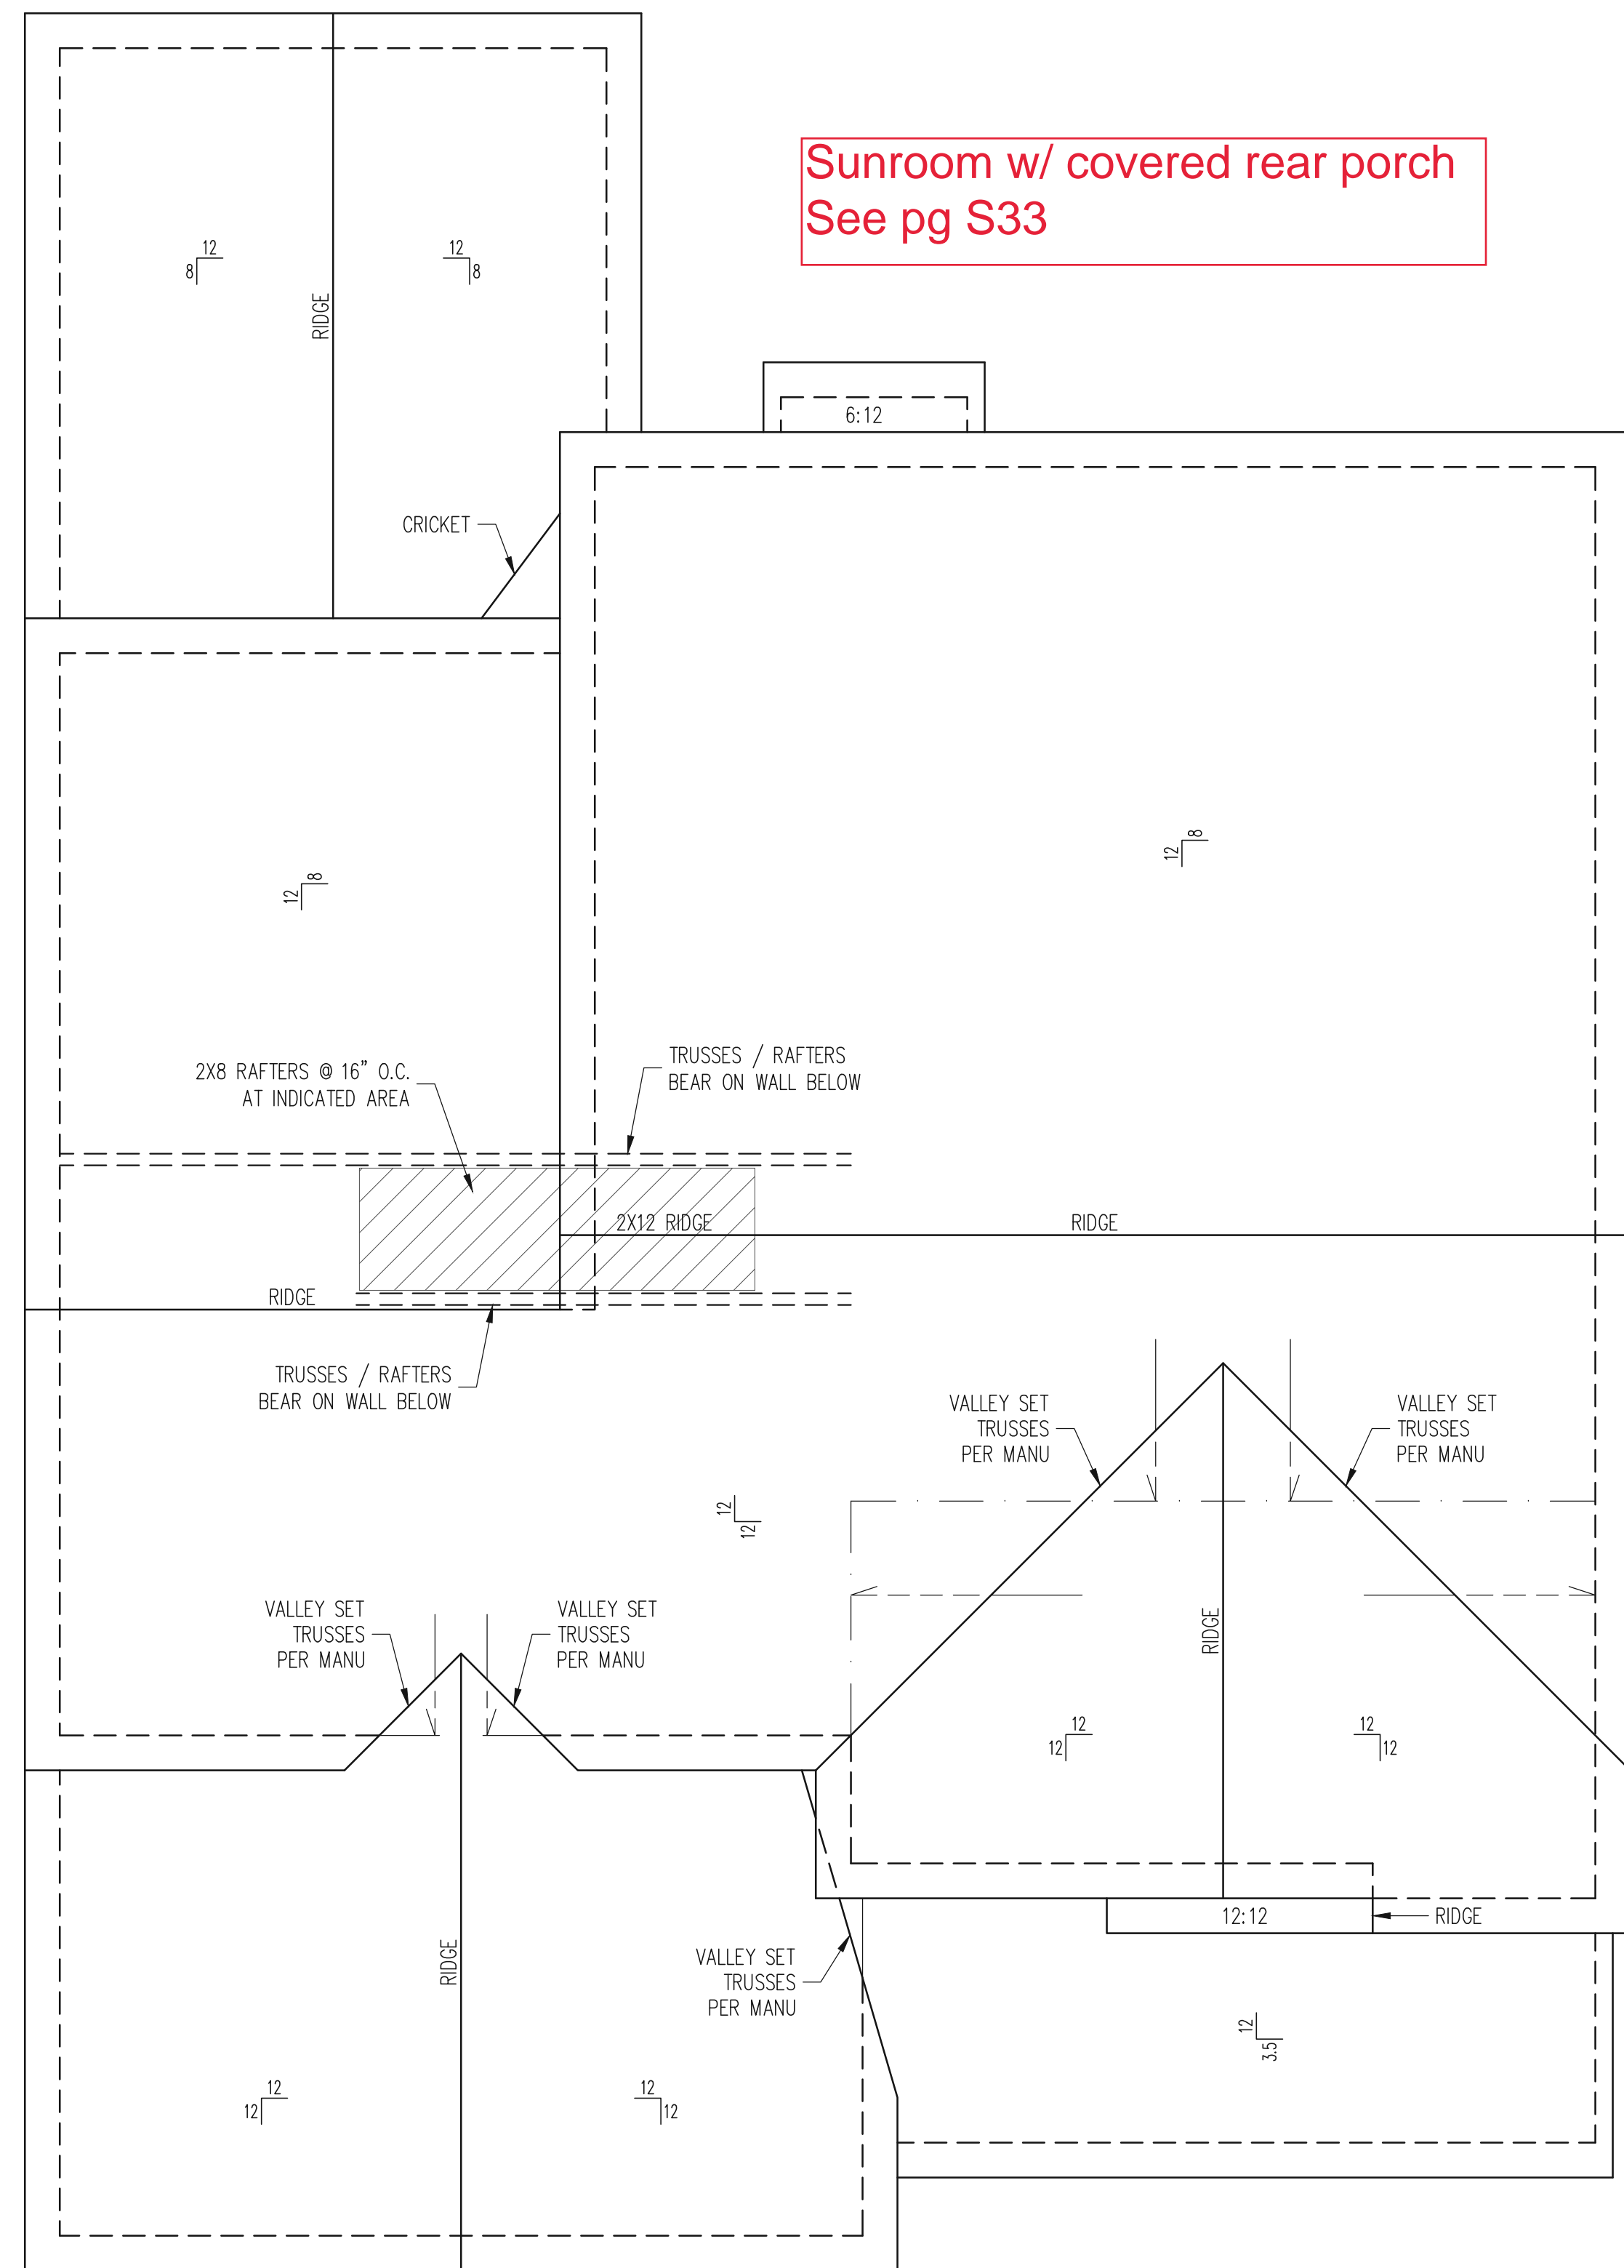 Sunroom w/ covered rear porch
See pg S33
12
8
12
8
RIDGE
6:12
CRICKET
12
8
12
8
TRUSSES / RAFTERS
BEAR ON WALL BELOW
2X8 RAFTERS @ 16" O.C.
AT INDICATED AREA
2X12 RIDGE
RIDGE
RIDGE
TRUSSES / RAFTERS
BEAR ON WALL BELOW
VALLEY SET
TRUSSES
PER MANU
VALLEY SET
TRUSSES
PER MANU
12
12
VALLEY SET
TRUSSES
PER MANU
VALLEY SET
TRUSSES
PER MANU
RIDGE
12
12
12
12
12:12
RIDGE
RIDGE
VALLEY SET
TRUSSES
PER MANU
12
3.5
12
12
12
12